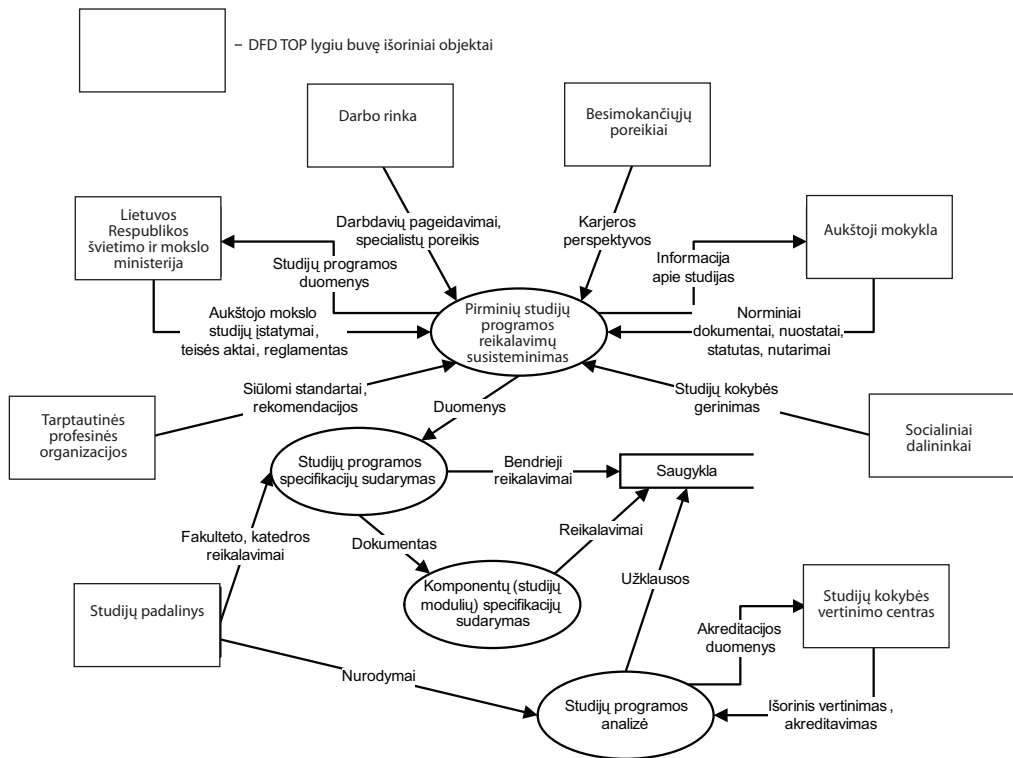 – DFD TOP lygiu buvę išoriniai objektai
Darbo rinka
Besimokančiųjų
poreikiai
Lietuvos
Respublikos
švietimo ir mokslo
ministerija
Aukštoji mokykla
Darbdavių pageidavimai,
specialistų poreikis
Karjeros
perspektyvos
Studijų programos
duomenys
Informacija
apie studijas
Pirminių studijų
programos
reikalavimų
susisteminimas
Aukštojo mokslo
studijų įstatymai,
teisės aktai, reglamentas
Norminiai
dokumentai, nuostatai,
statutas, nutarimai
Siūlomi standartai,
rekomendacijos
Duomenys
Studijų kokybės
gerinimas
Tarptautinės
profesinės
organizacijos
Socialiniai
dalininkai
Studijų programos
specifikacijų sudarymas
Bendrieji
reikalavimai
Saugykla
Fakulteto, katedros
reikalavimai
Dokumentas
Reikalavimai
Užklausos
Komponentų (studijų
modulių) specifikacijų
sudarymas
Studijų padalinys
Studijų kokybės
vertinimo centras
Akreditacijos
duomenys
Nurodymai
Studijų programos
analizė
Išorinis vertinimas,
akreditavimas